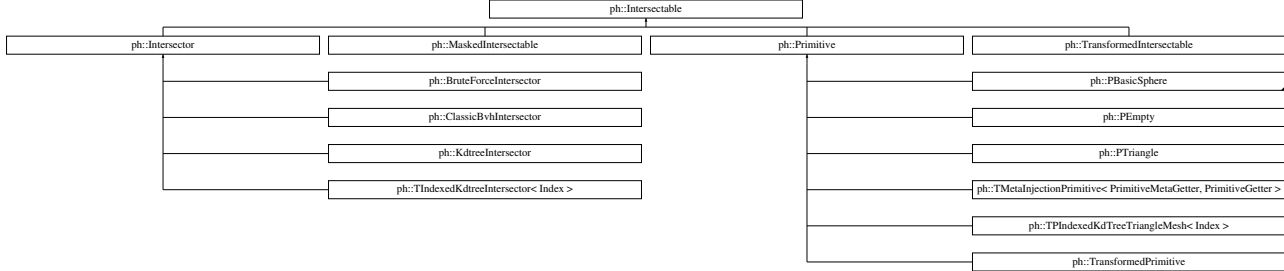 ph::Intersectable
ph::Intersector
ph::MaskedIntersectable
ph::Primitive
ph::TransformedIntersectable
ph::BruteForceIntersector
ph::PBasicSphere
ph::ClassicBvhIntersector
ph::PEmpty
ph::KdtreeIntersector
ph::PTriangle
ph::TIndexedKdtreeIntersector< Index >
ph::TMetaInjectionPrimitive< PrimitiveMetaGetter, PrimitiveGetter >
ph::TPIndexedKdTreeTriangleMesh< Index >
ph::TransformedPrimitive